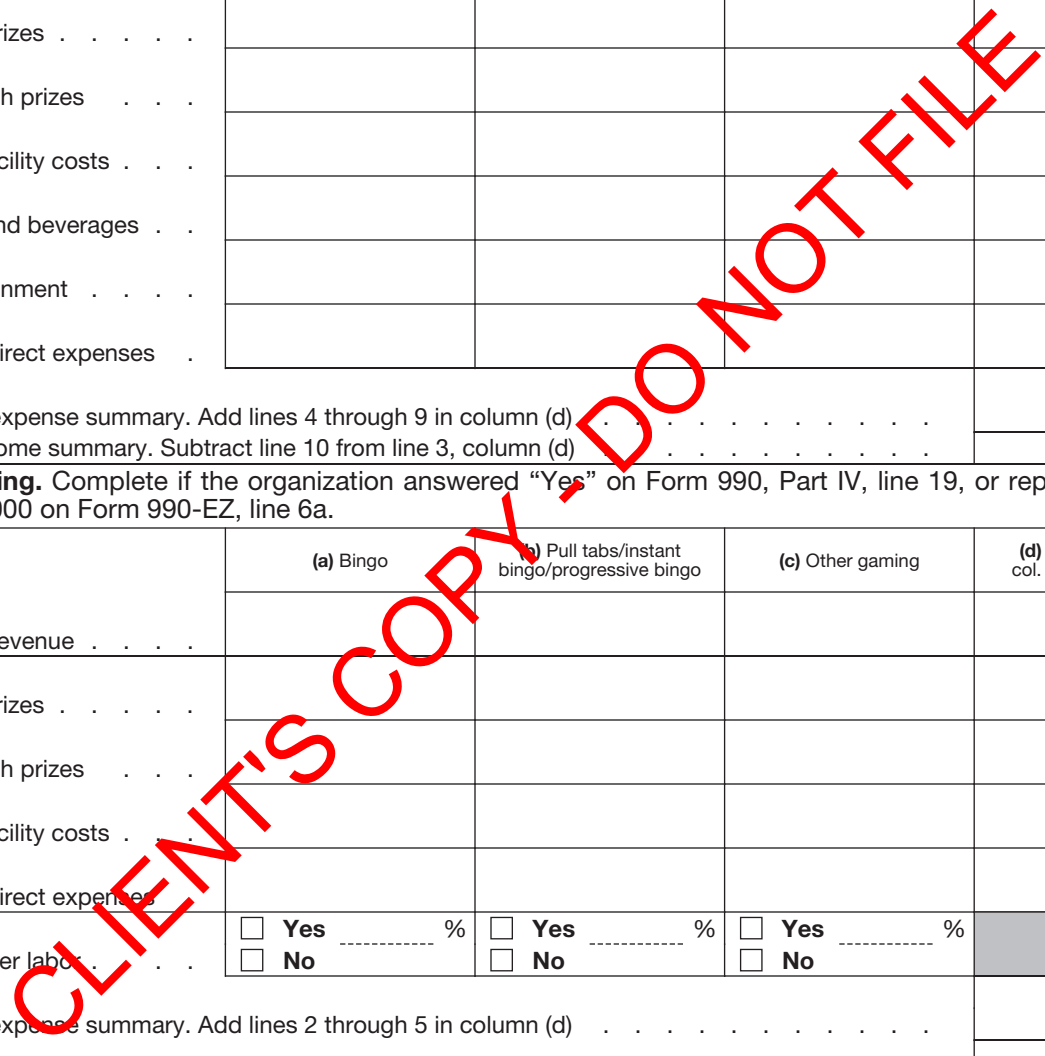 rizes . . . . .
h prizes . . .
cility costs . . .
nd beverages . .
nment . . . .
irect expenses .
expense summary. Add lines 4 through 9 in column (d) . . . . . . . . . . .
ome summary. Subtract line 10 from line 3, column (d) . . . . . . . . . . .
ing. Complete if the organization answered “Yes” on Form 990, Part IV, line 19, or rep
000 on Form 990-EZ, line 6a.
(a) Bingo
(b) Pull tabs/instant
bingo/progressive bingo
(c) Other gaming
(d)
col.
evenue . . . .
rizes . . . . .
h prizes . . .
cility costs . . .
irect expenses
Yes % Yes % Yes %
er labor . . . .
No No No
expense summary. Add lines 2 through 5 in column (d) . . . . . . . . . . .
CLIENT'S COPY - DO NOT FILE